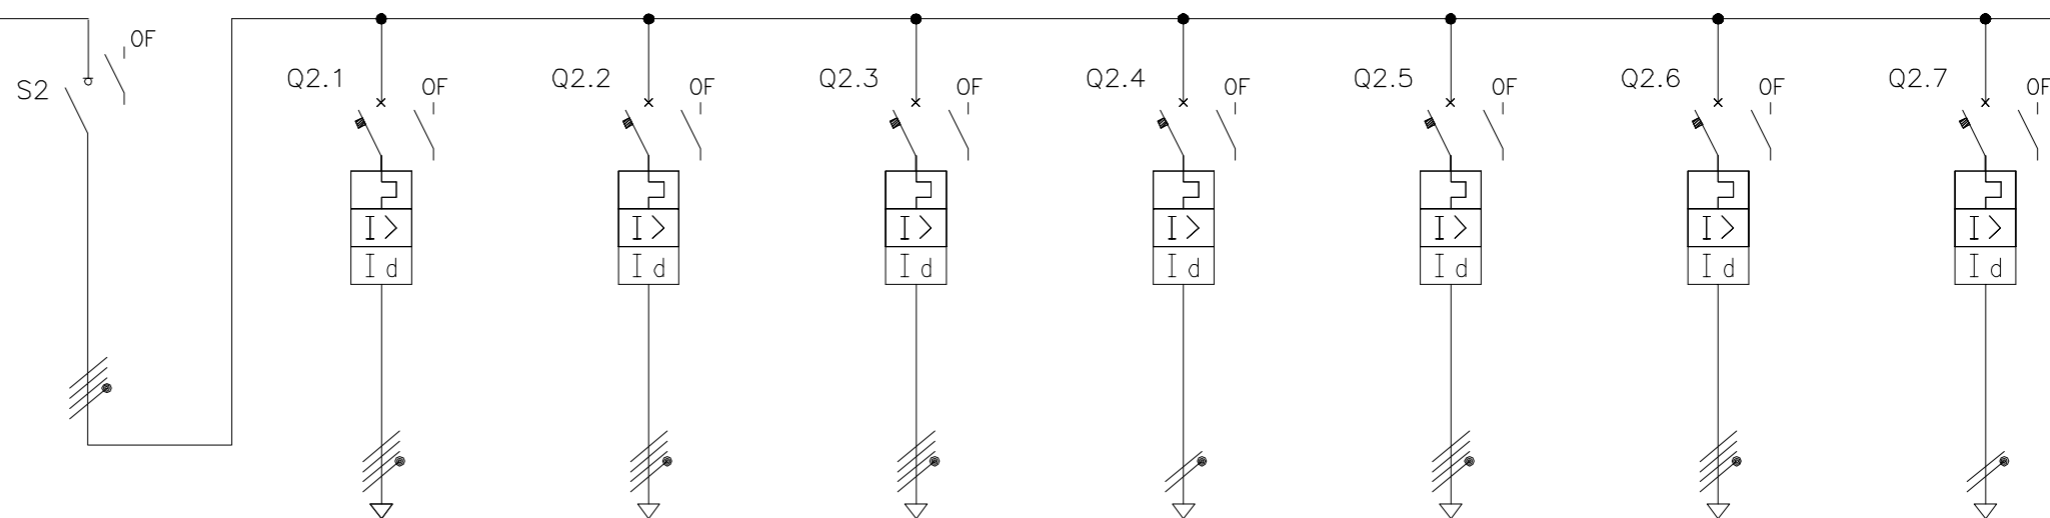 OF
S2
Q2.1
OF
Q2.2
OF
Q2.3
OF
Q2.4
OF
Q2.5
OF
Q2.6
OF
Q2.7
OF
I>
I>
I>
I>
I>
I>
I>
Id
Id
Id
Id
Id
Id
Id